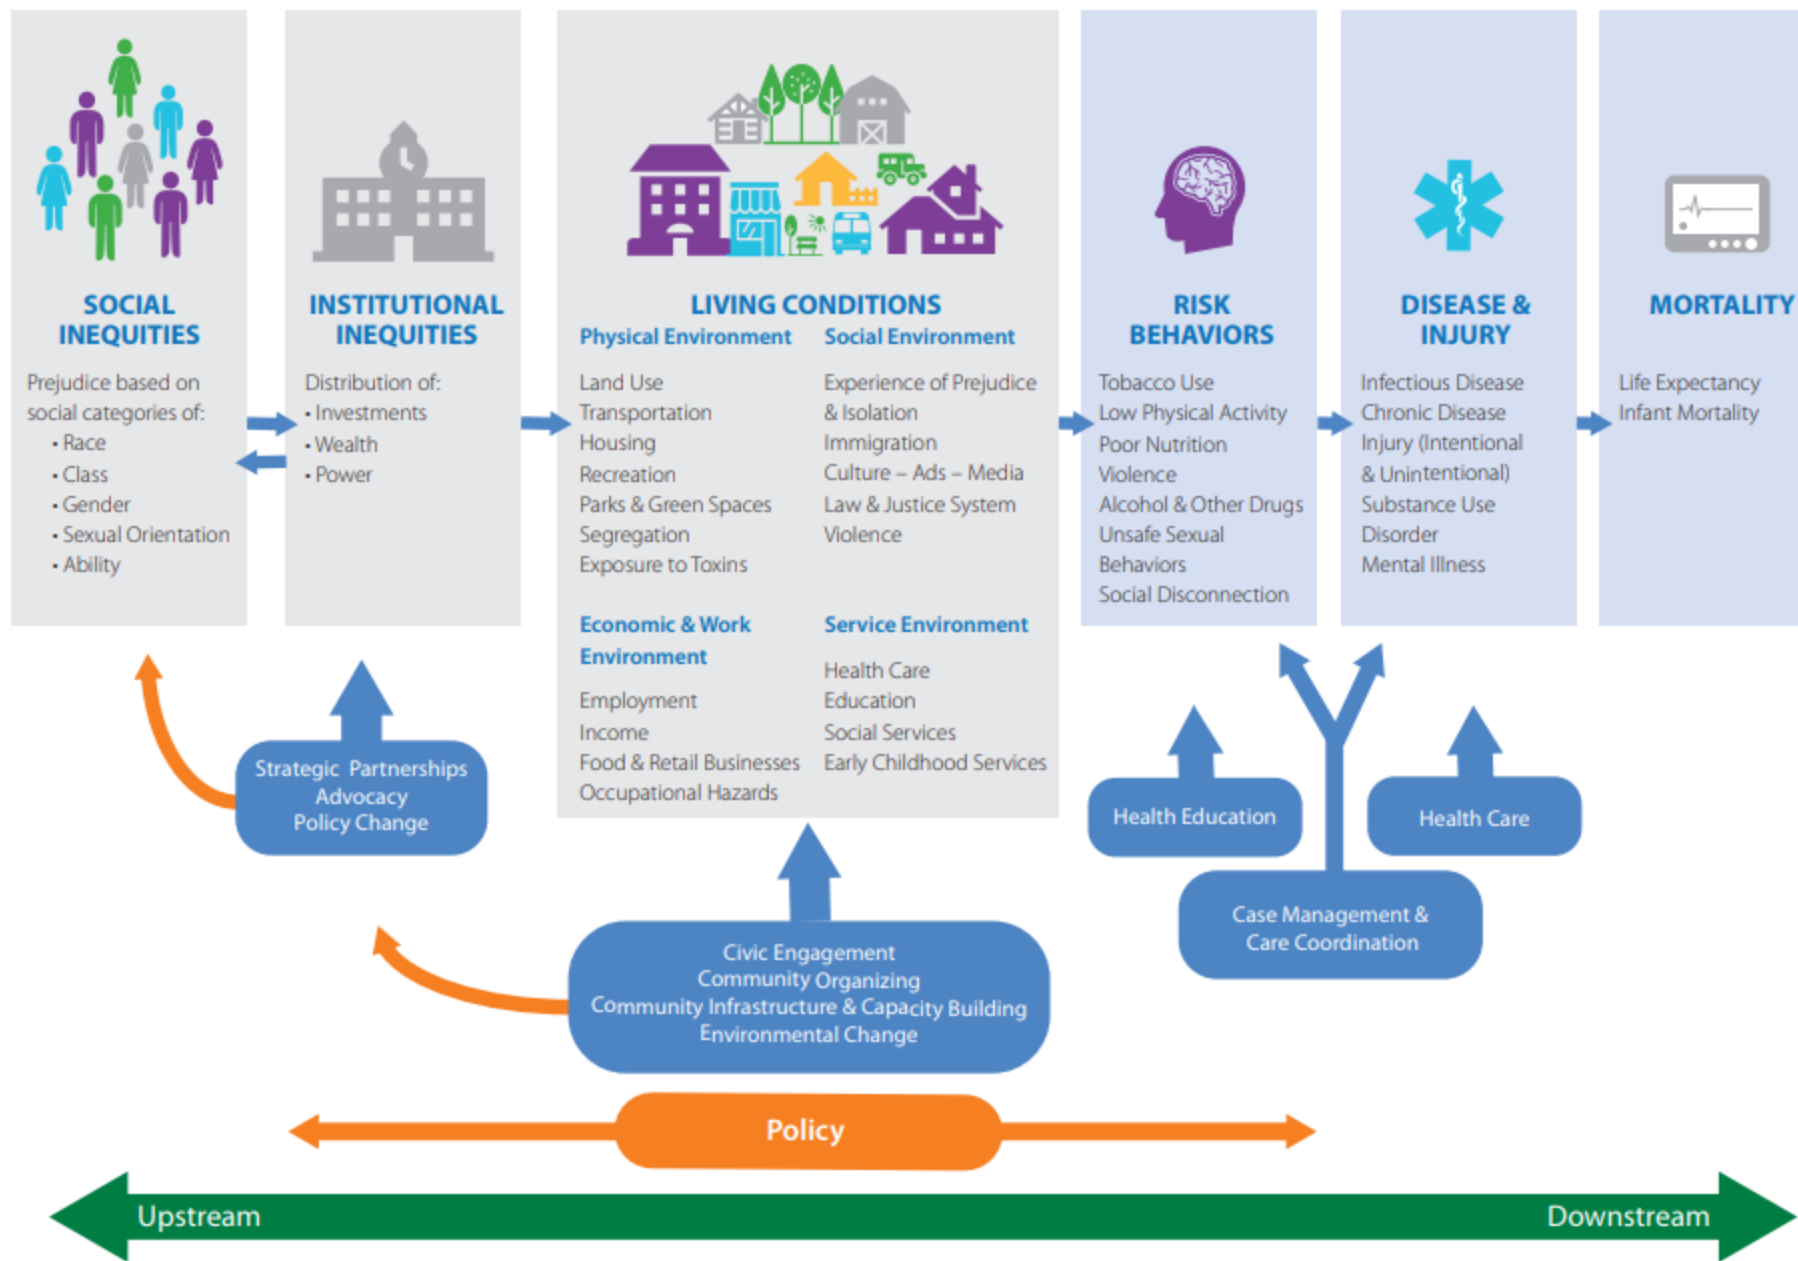 SOCIAL
INEQUITIES
Prejudice based on
social categories of:
• Race
• Class
• Gender
• Sexual Orientation
• Ability
INSTITUTIONAL
INEQUITIES
Distribution of:
• Investments
• Wealth
• Power
LIVING CONDITIONS
Physical Environment
Land Use
Transportation
Housing
Recreation
Parks & Green Spaces
Segregation
Exposure to Toxins
Social Environment
Experience of Prejudice
& Isolation
Immigration
Culture – Ads – Media
Law & Justice System
Violence
Economic & Work
Environment
Employment
Income
Food & Retail Businesses
Occupational Hazards
Service Environment
Health Care
Education
Social Services
Early Childhood Services
RISK
BEHAVIORS
Tobacco Use
Low Physical Activity
Poor Nutrition
Violence
Alcohol & Other Drugs
Unsafe Sexual
Behaviors
Social Disconnection
DISEASE &
INJURY
Infectious Disease
Chronic Disease
Injury (Intentional
& Unintentional)
Substance Use
Disorder
Mental Illness
MORTALITY
Life Expectancy
Infant Mortality
Strategic Partnerships
Advocacy
Policy Change
Civic Engagement
Community Organizing
Community Infrastructure & Capacity Building
Environmental Change
Health Education
Health Care
Case Management &
Care Coordination
Policy
Upstream
Downstream